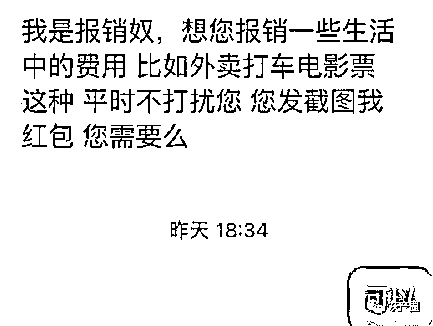 我是报销奴，想您报销一些生活
中的费用 比如外卖打车电影票
这种 平时不打扰您 您发截图我
红包 您需要么
昨天 18:34
可以